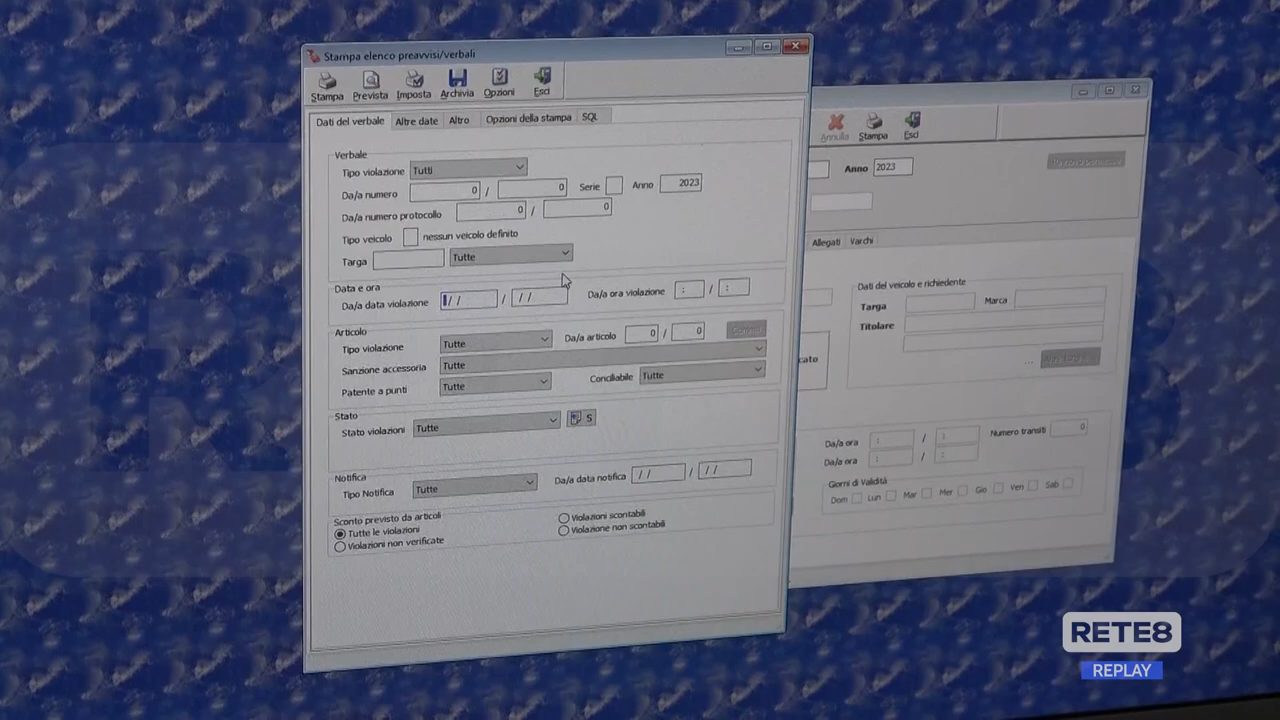 Stampa elenco preavvisi/verbali
Stampa Prevista Imposta Archivia Opzioni Esci
Dati del verbale Altre date Altro Opzioni della stampa SQL
Verbale
Tipo violazione Tutti
Da/a numero 0 / 0 Serie Anno 2023
Da/a numero protocollo 0 / 0
Tipo veicolo nessun veicolo definito
Targa Tutte
Data e ora
Da/a data violazione / / / / / Da/a ora violazione : / :
Articolo
Tipo violazione Tutte Da/a articolo 0 / 0
Sanzione accessoria Tutte
Patente a punti Tutte Conciliabile Tutte
Stato
Stato violazioni Tutte S
Notifica
Tipo Notifica Tutte Da/a data notifica / / / / /
Sconto previsto da articoli
Tutte le violazioni Violazioni scontabili
Violazioni non verificate Violazione non scontabili
Annulla Stampa Esci
Anno 2023
Allegati Varchi
Dati del veicolo e richiedente
Targa Marca
Titolare
cato ...
Da/a ora : / : Numero transiti 0
Da/a ora : / :
Giorni di Validità
Dom Lun Mar Mer Gio Ven Sab
RETE8
REPLAY